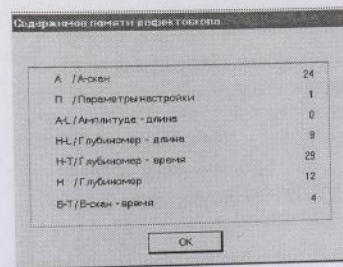 Содержимое памяти дефектоскопа
А /А-скан 24
П /Параметры настройки 1
A-L/Амплитуда - длина 0
H-L/Глубиномер - длина 9
H-T/Глубиномер - время 29
H /Глубиномер 12
B-T/В-скан - время 4
OK